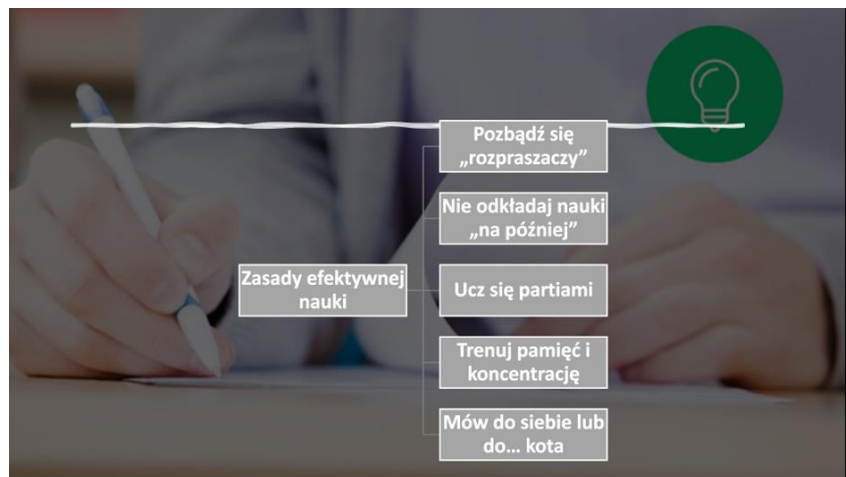 Zasady efektywnej
nauki
Pozbądź się
„rozpraszaczy”
Nie odkładaj nauki
„na później”
Ucz się partiami
Trenuj pamięć i
koncentrację
Mów do siebie lub
do... kota